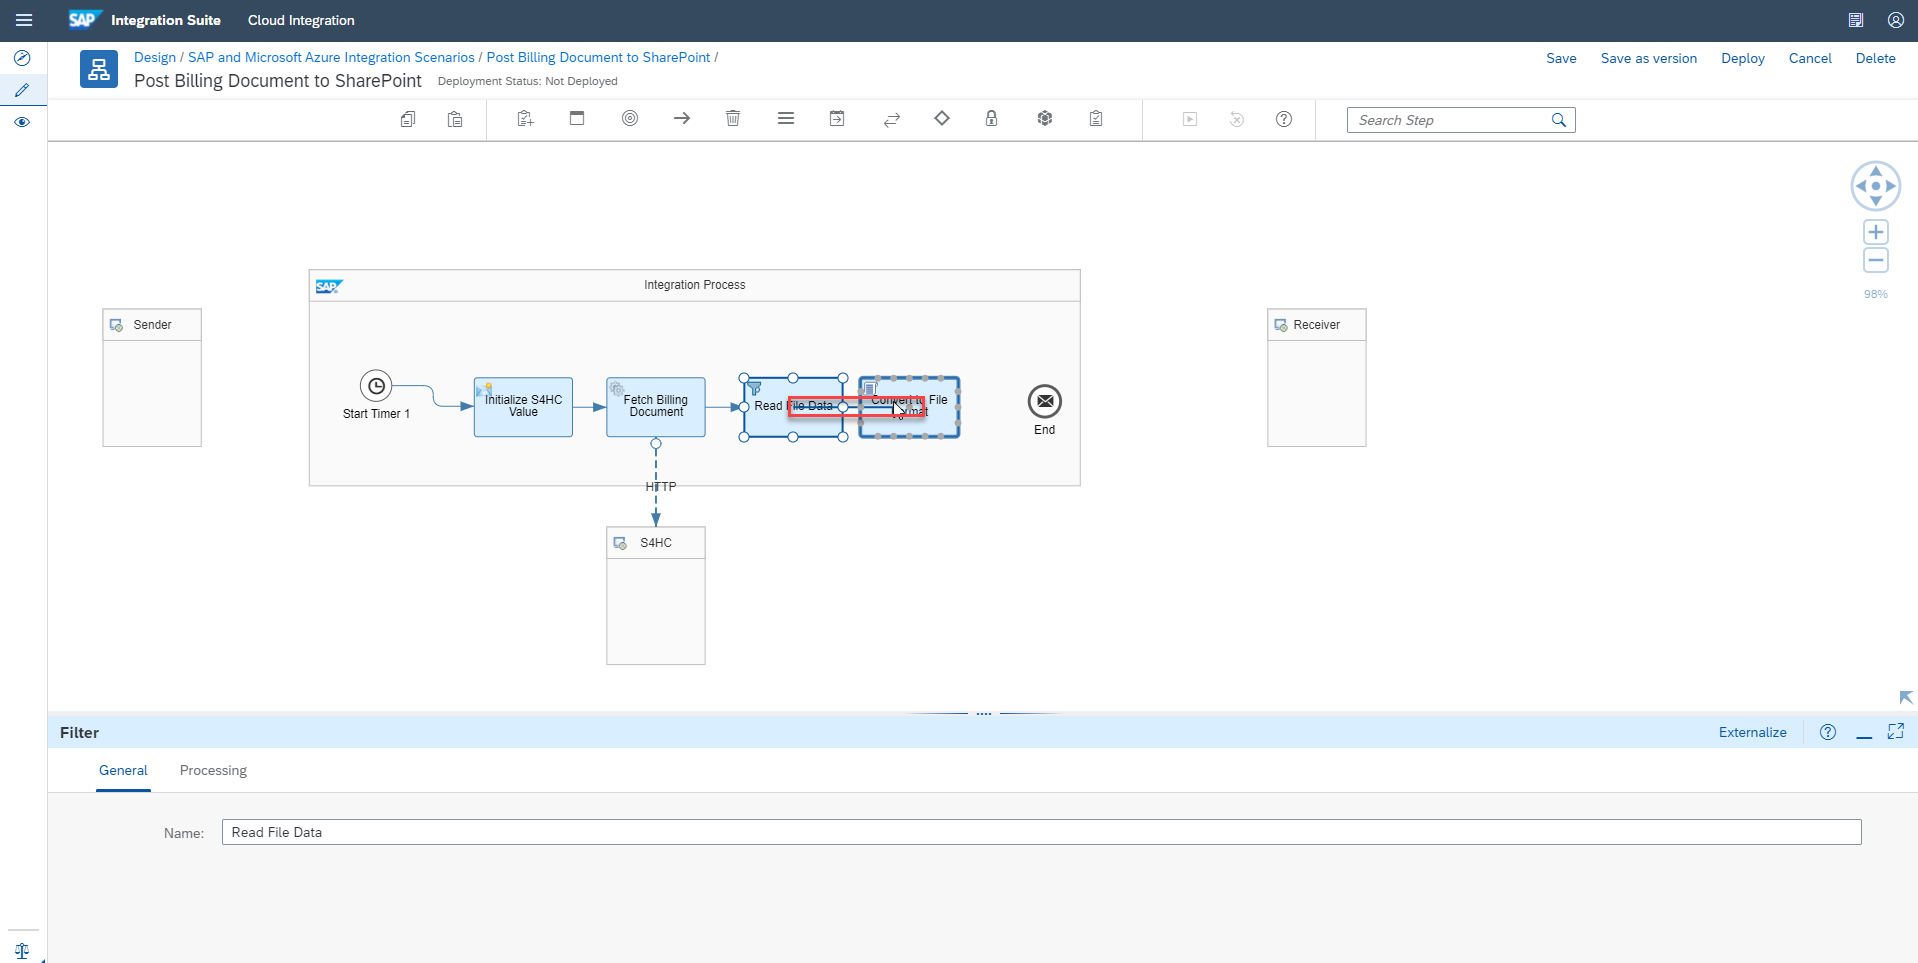 SAP Integration Suite Cloud Integration
Design / SAP and Microsoft Azure Integration Scenarios / Post Billing Document to SharePoint /
Post Billing Document to SharePoint Deployment Status: Not Deployed
Save Save as version Deploy Cancel Delete
Search Step
98%
SAP Integration Process
Sender
Receiver
Start Timer 1
Initialize S4HC
Value
Fetch Billing
Document
Read File Data
Convert to File
End
HTTP
S4HC
Filter
Externalize
General Processing
Name: Read File Data